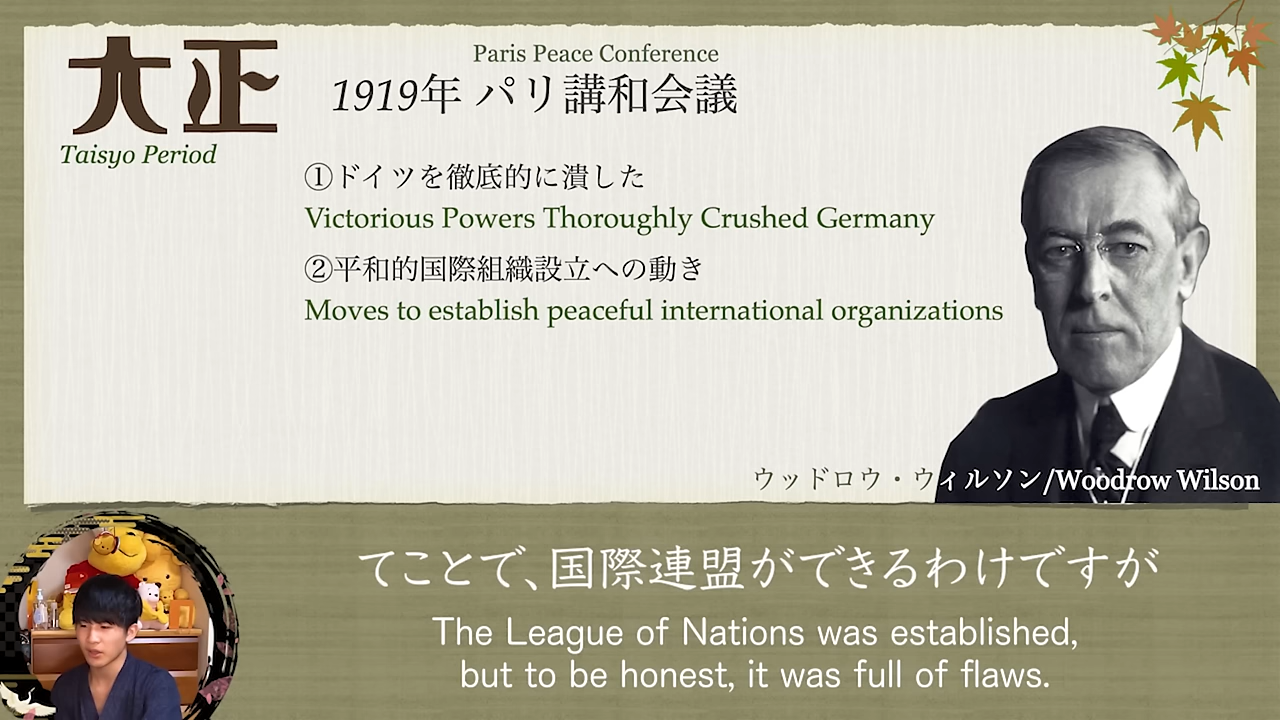 大正
Taisyo Period
Paris Peace Conference
1919年 パリ講和会議
①ドイツを徹底的に潰した
Victorious Powers Thoroughly Crushed Germany
②平和的国際組織設立への動き
Moves to establish peaceful international organizations
ウッドロウ・ウィルソン/Woodrow Wilson
てことで、国際連盟ができるわけですが
The League of Nations was established,
but to be honest, it was full of flaws.